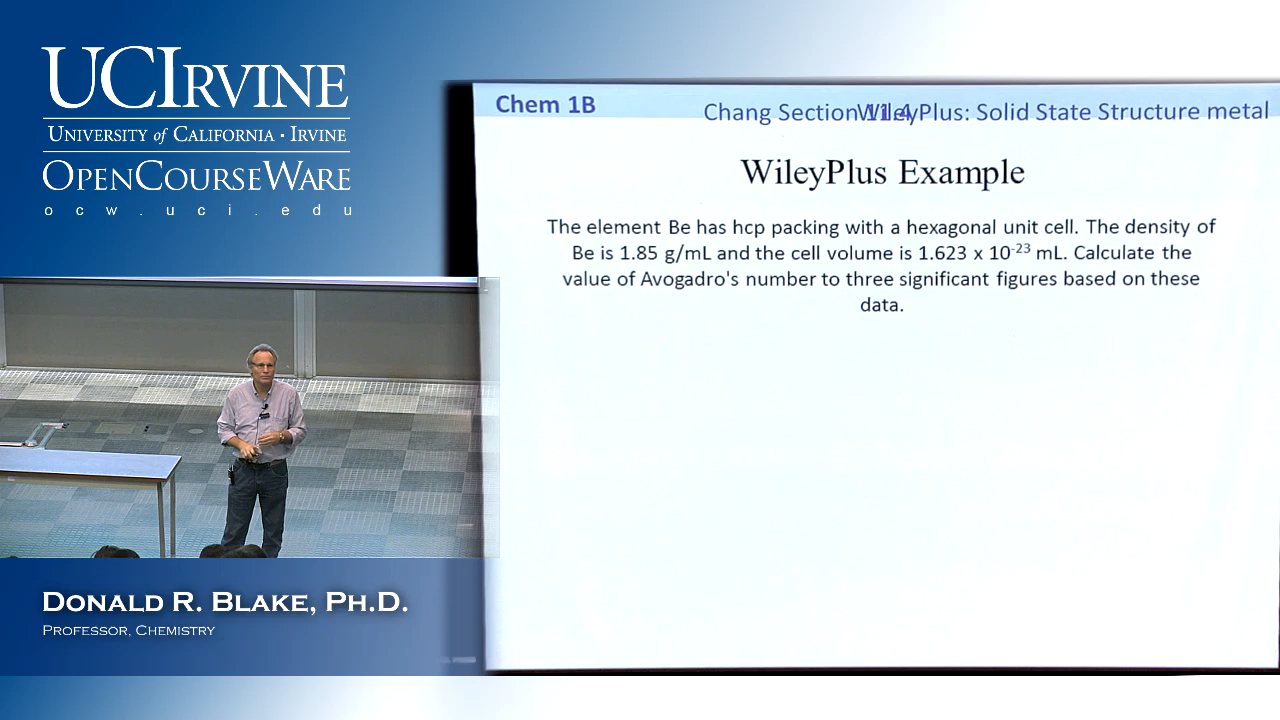 UCIRVINE
UNIVERSITY of CALIFORNIA · IRVINE
OPENCOURSEWARE
ocw.uci.edu
DONALD R. BLAKE, PH.D.
PROFESSOR, CHEMISTRY
Chem 1B
Chang Section 11.4
WileyPlus: Solid State Structure metal
WileyPlus Example
The element Be has hcp packing with a hexagonal unit cell. The density of
Be is 1.85 g/mL and the cell volume is 1.623 x 10⁻²³ mL. Calculate the
value of Avogadro's number to three significant figures based on these
data.